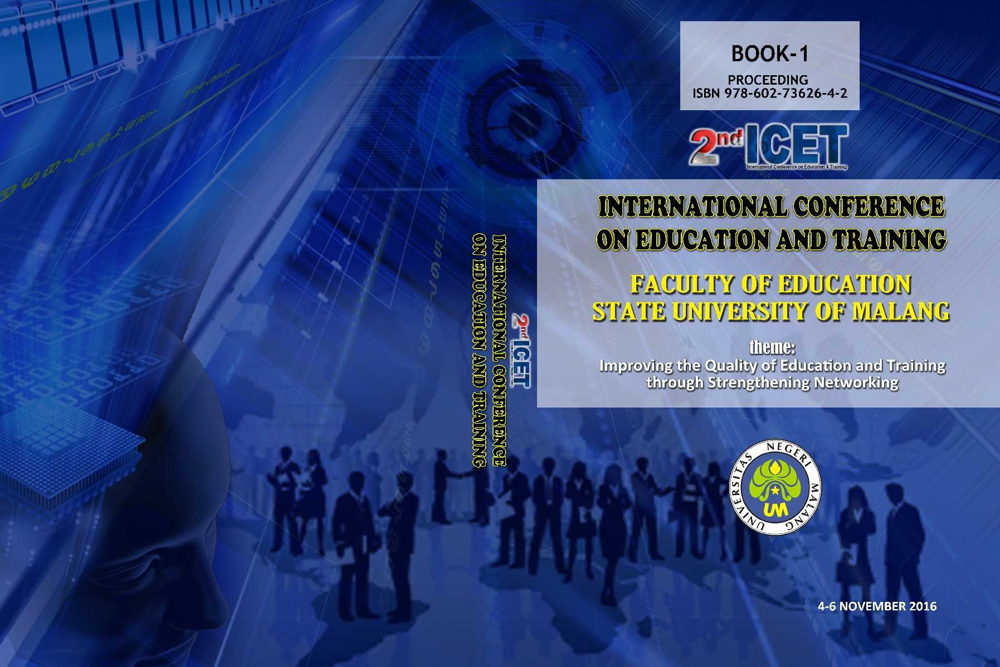 BOOK-1
PROCEEDING
ISBN 978-602-73626-4-2
2nd ICET
International Conference on Education & Training
INTERNATIONAL CONFERENCE
ON EDUCATION AND TRAINING
FACULTY OF EDUCATION
STATE UNIVERSITY OF MALANG
theme:
Improving the Quality of Education and Training
through Strengthening Networking
UNIVERSITAS NEGERI MALANG
UM
4-6 NOVEMBER 2016
INTERNATIONAL CONFERENCE
ON EDUCATION AND TRAINING
2nd ICET